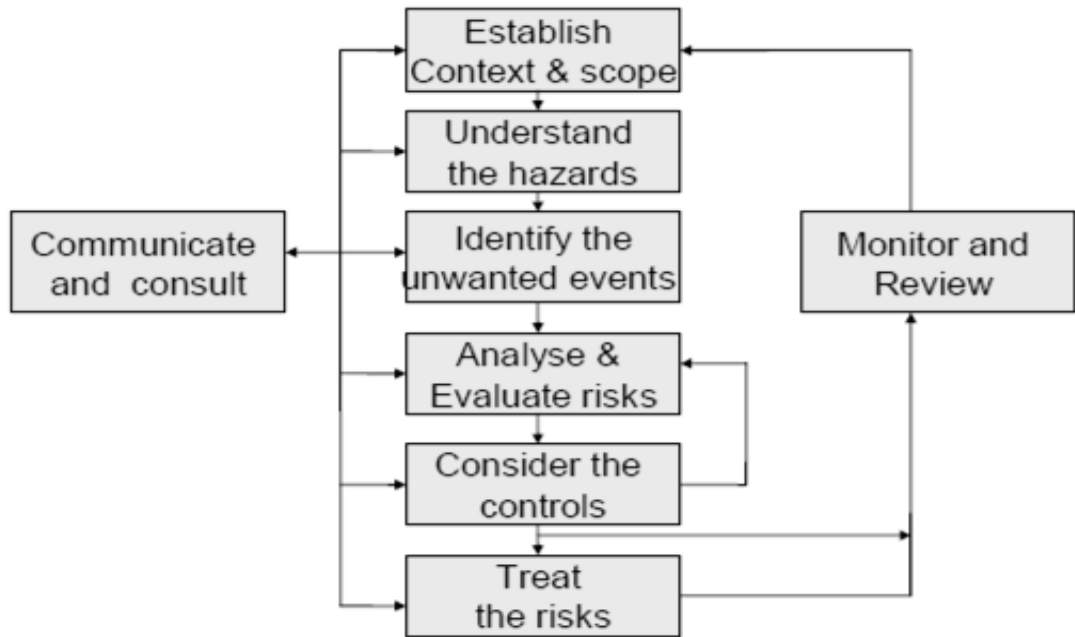 Establish
Context & scope
Understand
the hazards
Communicate
and consult
Identify the
unwanted events
Monitor and
Review
Analyse &
Evaluate risks
Consider the
controls
Treat
the risks